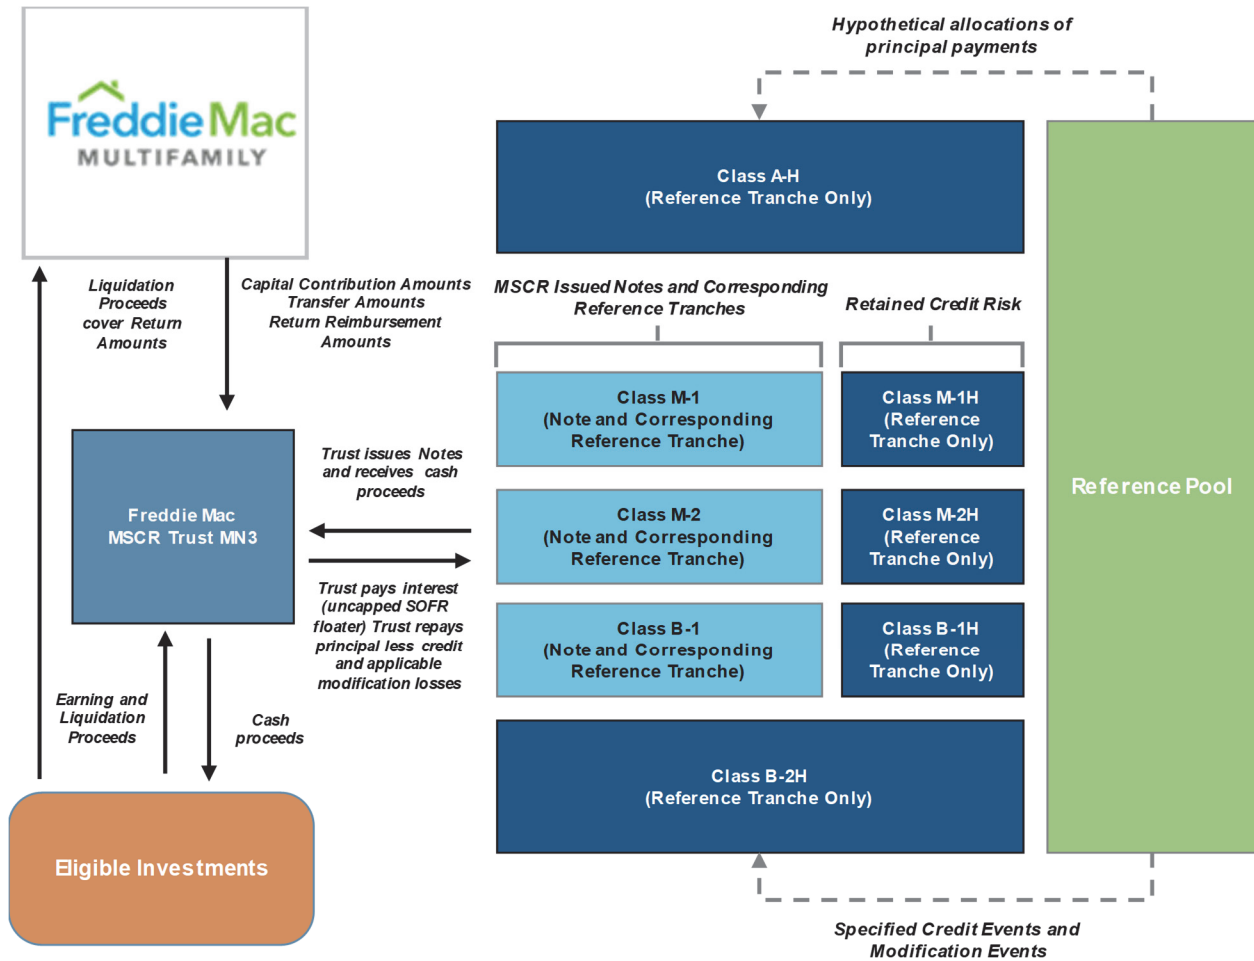 Hypothetical allocations of
principal payments
FreddieMac
MULTIFAMILY
Class A-H
(Reference Tranche Only)
Liquidation
Proceeds
cover Return
Amounts
Capital Contribution Amounts
Transfer Amounts
Return Reimbursement
Amounts
MSCR Issued Notes and Corresponding
Reference Tranches
Retained Credit Risk
Class M-1
(Note and Corresponding
Reference Tranche)
Class M-1H
(Reference
Tranche Only)
Reference Pool
Freddie Mac
MSCR Trust MN3
Trust issues Notes
and receives cash
proceeds
Class M-2
(Note and Corresponding
Reference Tranche)
Class M-2H
(Reference
Tranche Only)
Trust pays interest
(uncapped SOFR
floater) Trust repays
principal less credit
and applicable
modification losses
Class B-1
(Note and Corresponding
Reference Tranche)
Class B-1H
(Reference
Tranche Only)
Earning and
Liquidation
Proceeds
Cash
proceeds
Class B-2H
(Reference Tranche Only)
Eligible Investments
Specified Credit Events and
Modification Events